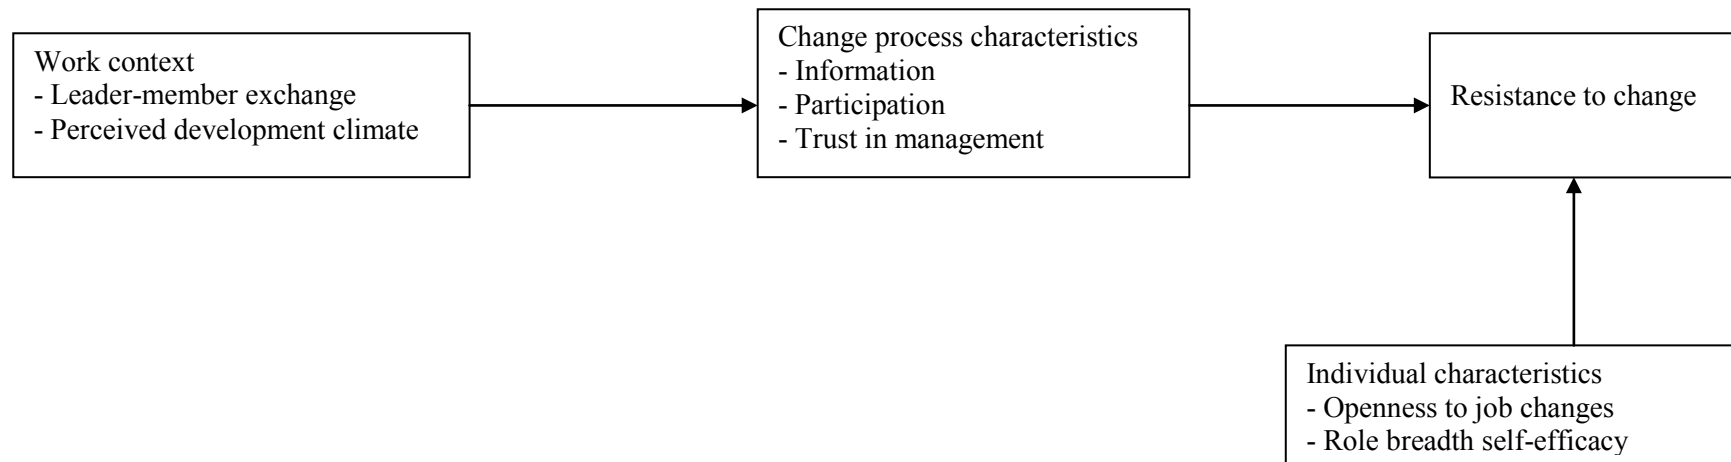 Work context
- Leader-member exchange
- Perceived development climate
Change process characteristics
- Information
- Participation
- Trust in management
Resistance to change
Individual characteristics
- Openness to job changes
- Role breadth self-efficacy